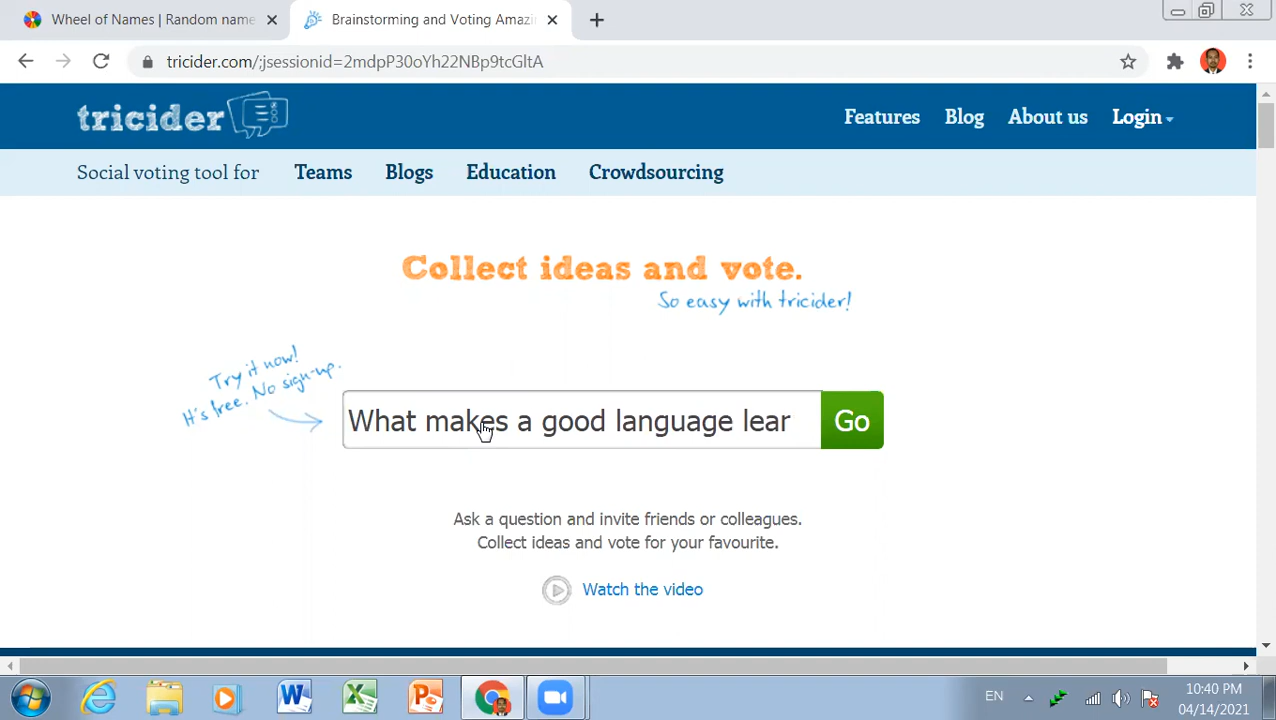 Wheel of Names | Random name
Brainstorming and Voting Amazi
tricider.com/;jsessionid=2mdpP30oYh22NBp9tcGltA
tricider
Features
Blog
About us
Login
Social voting tool for
Teams
Blogs
Education
Crowdsourcing
Collect ideas and vote.
So easy with tricider!
Try it now!
It's free. No sign-up.
What makes a good language lear
Go
Ask a question and invite friends or colleagues.
Collect ideas and vote for your favourite.
Watch the video
EN
10:40 PM
04/14/2021